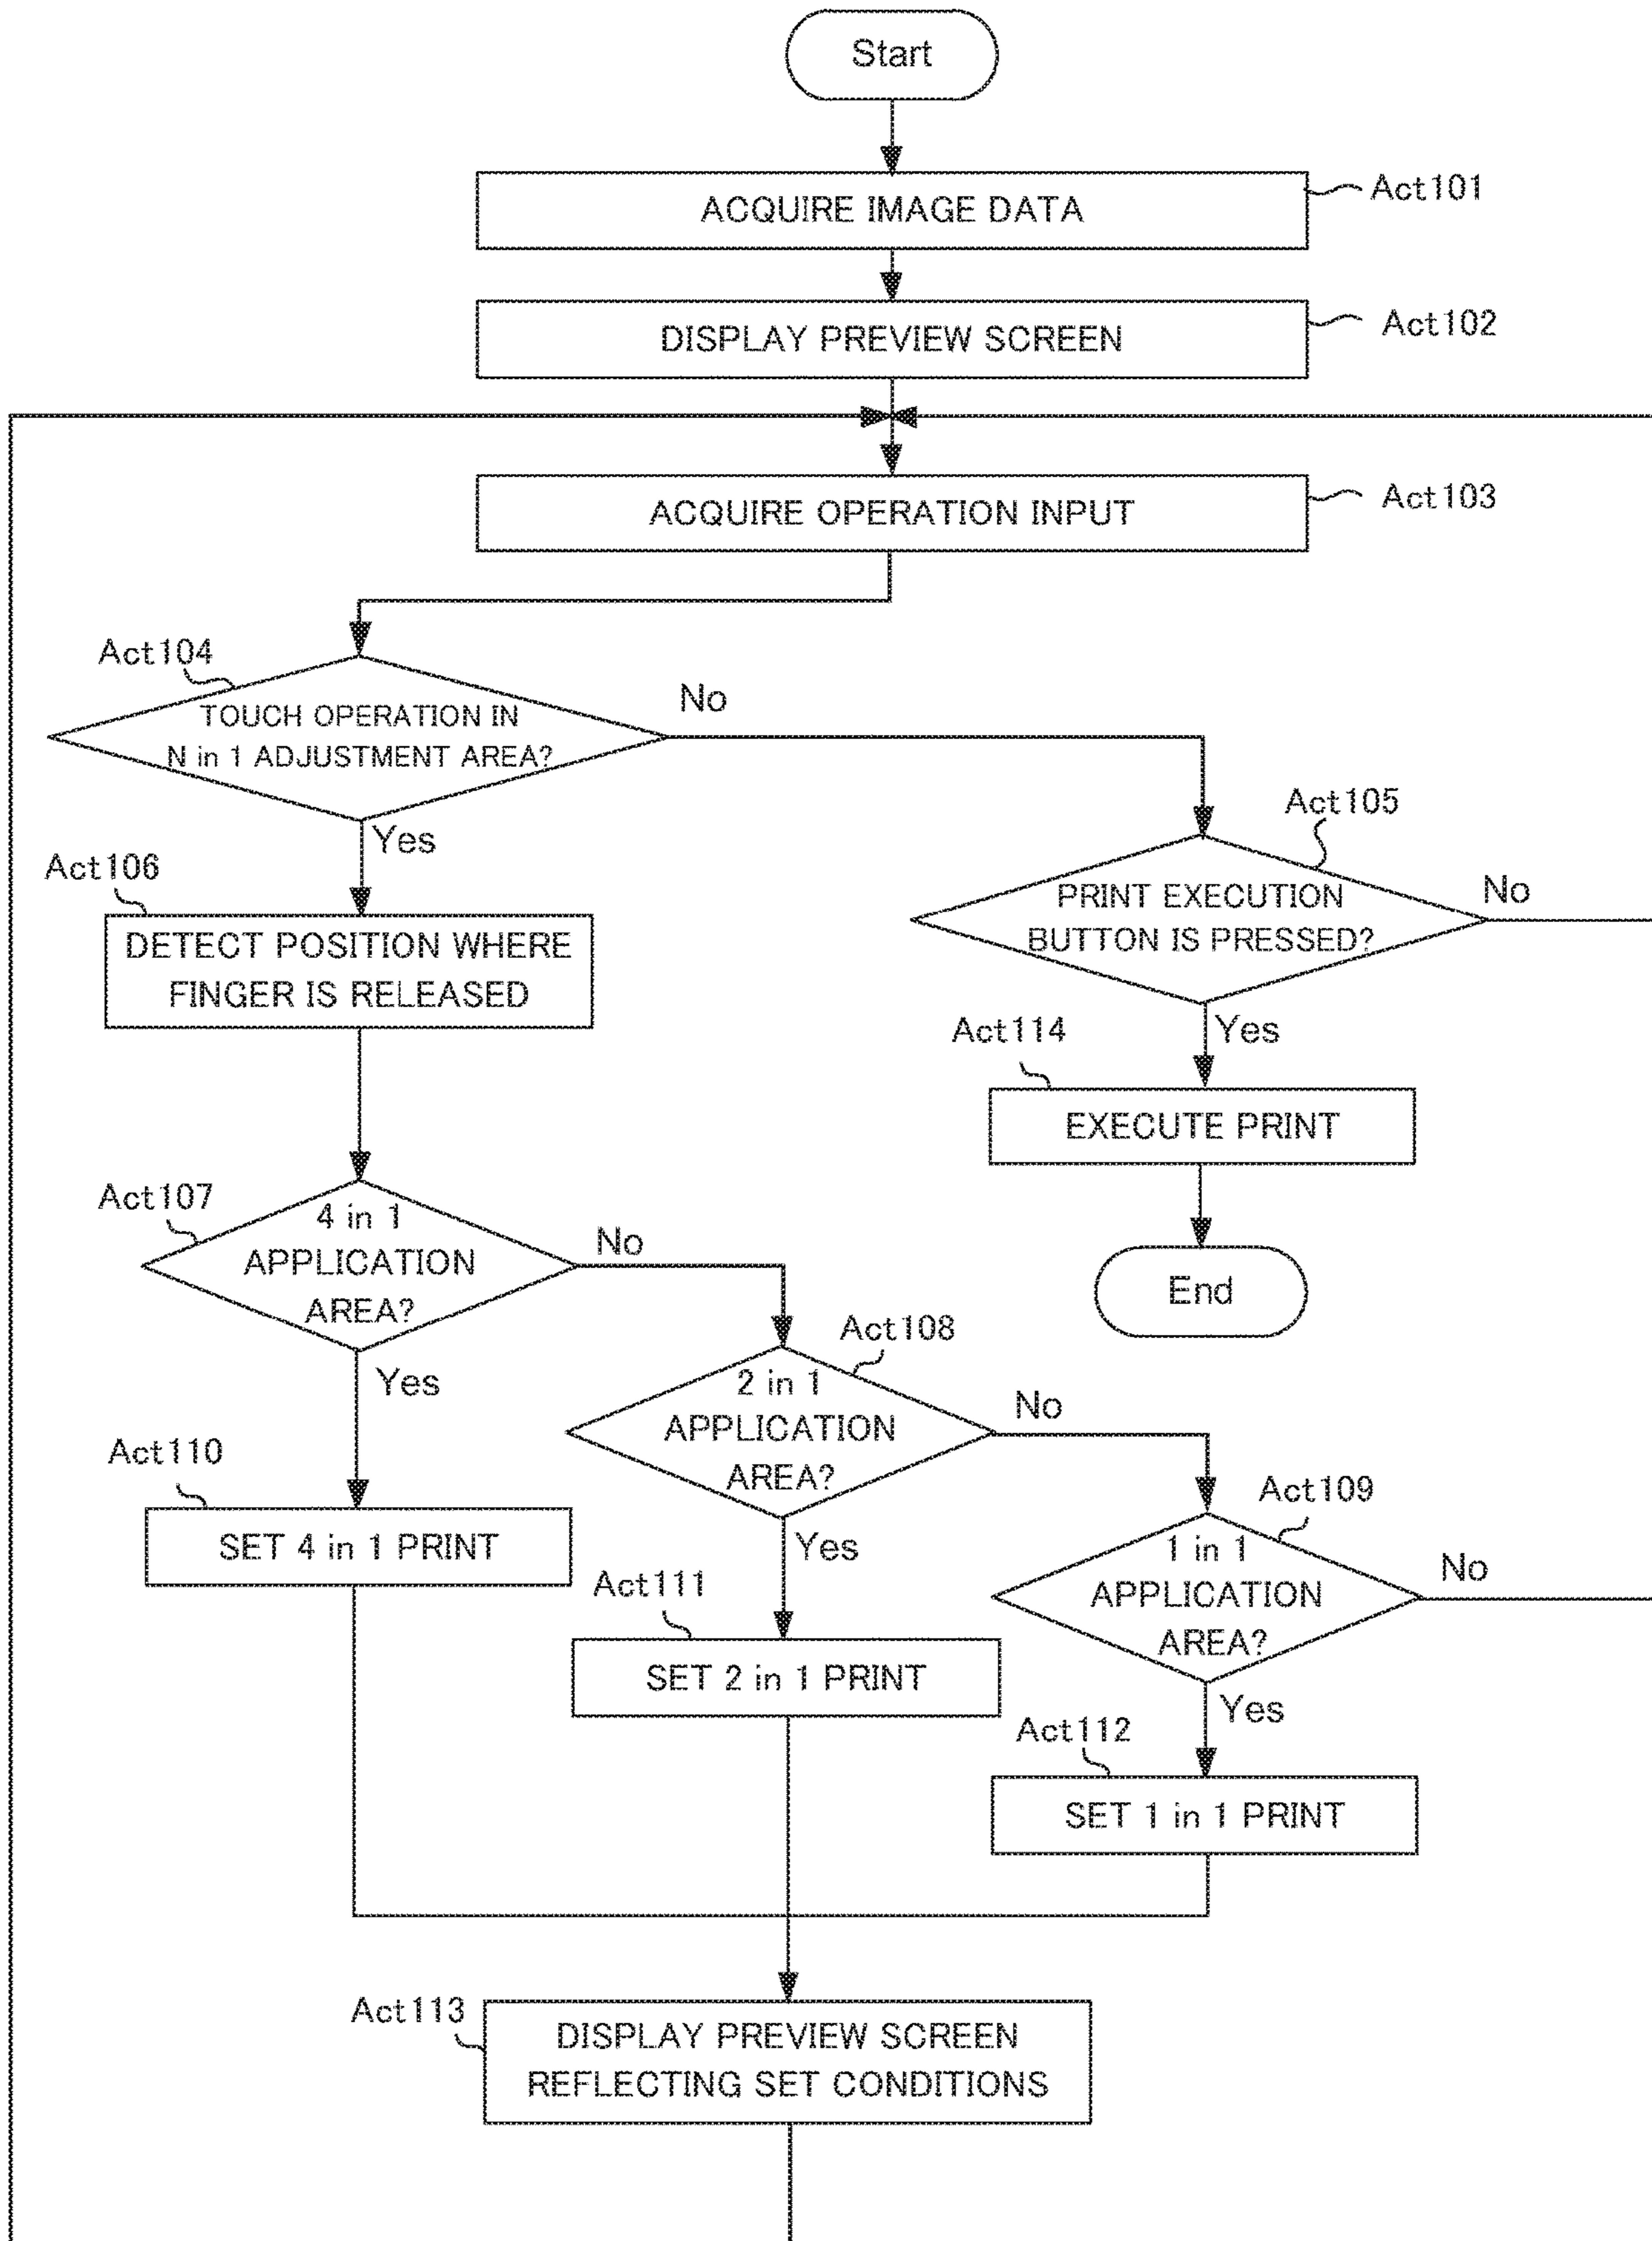 Start
ACQUIRE IMAGE DATA
Act101
DISPLAY PREVIEW SCREEN
Act102
ACQUIRE OPERATION INPUT
Act103
Act104
TOUCH OPERATION IN
N in 1 ADJUSTMENT AREA?
No
Yes
Act105
PRINT EXECUTION
BUTTON IS PRESSED?
No
Yes
Act106
DETECT POSITION WHERE
FINGER IS RELEASED
Act114
EXECUTE PRINT
End
Act107
4 in 1
APPLICATION
AREA?
No
Yes
Act108
2 in 1
APPLICATION
AREA?
No
Yes
Act110
SET 4 in 1 PRINT
Act109
1 in 1
APPLICATION
AREA?
No
Yes
Act111
SET 2 in 1 PRINT
Act112
SET 1 in 1 PRINT
Act113
DISPLAY PREVIEW SCREEN
REFLECTING SET CONDITIONS